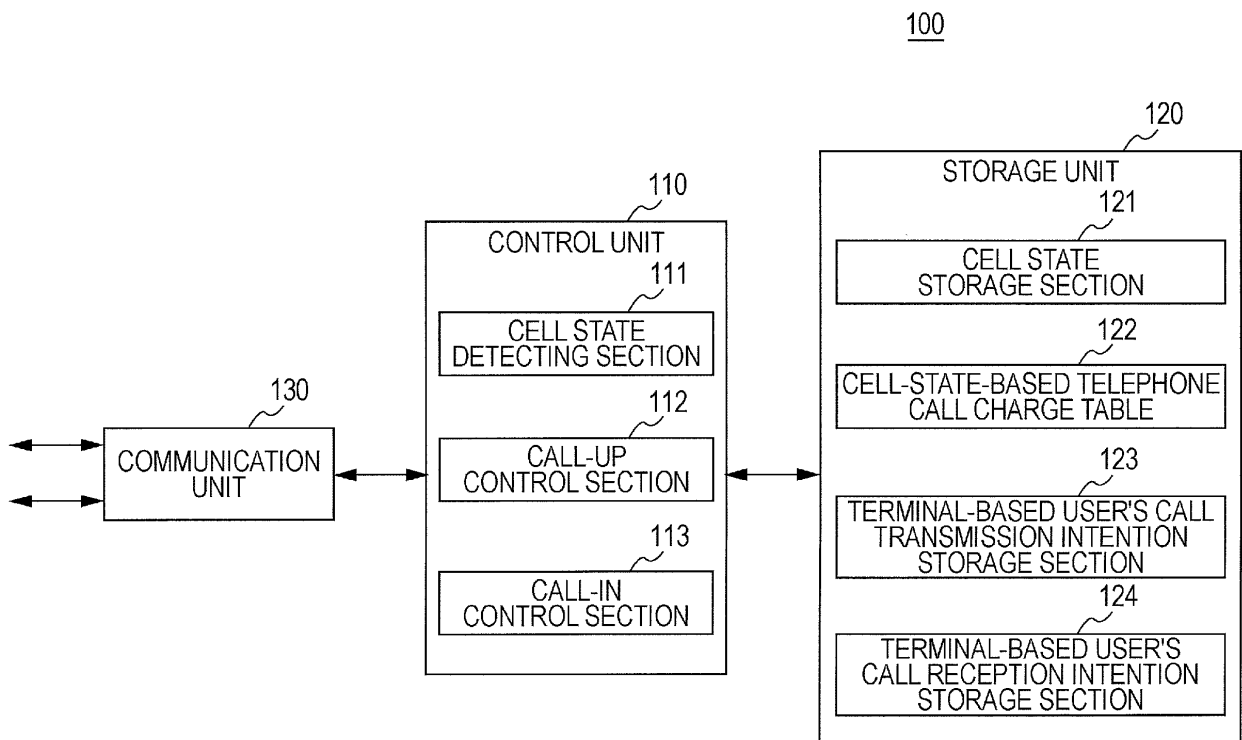 100
120
STORAGE UNIT
121
CELL STATE
STORAGE SECTION
122
CELL-STATE-BASED TELEPHONE
CALL CHARGE TABLE
123
TERMINAL-BASED USER'S CALL
TRANSMISSION INTENTION
STORAGE SECTION
124
TERMINAL-BASED USER'S
CALL RECEPTION INTENTION
STORAGE SECTION
110
CONTROL UNIT
111
CELL STATE
DETECTING SECTION
112
CALL-UP
CONTROL SECTION
113
CALL-IN
CONTROL SECTION
130
COMMUNICATION
UNIT